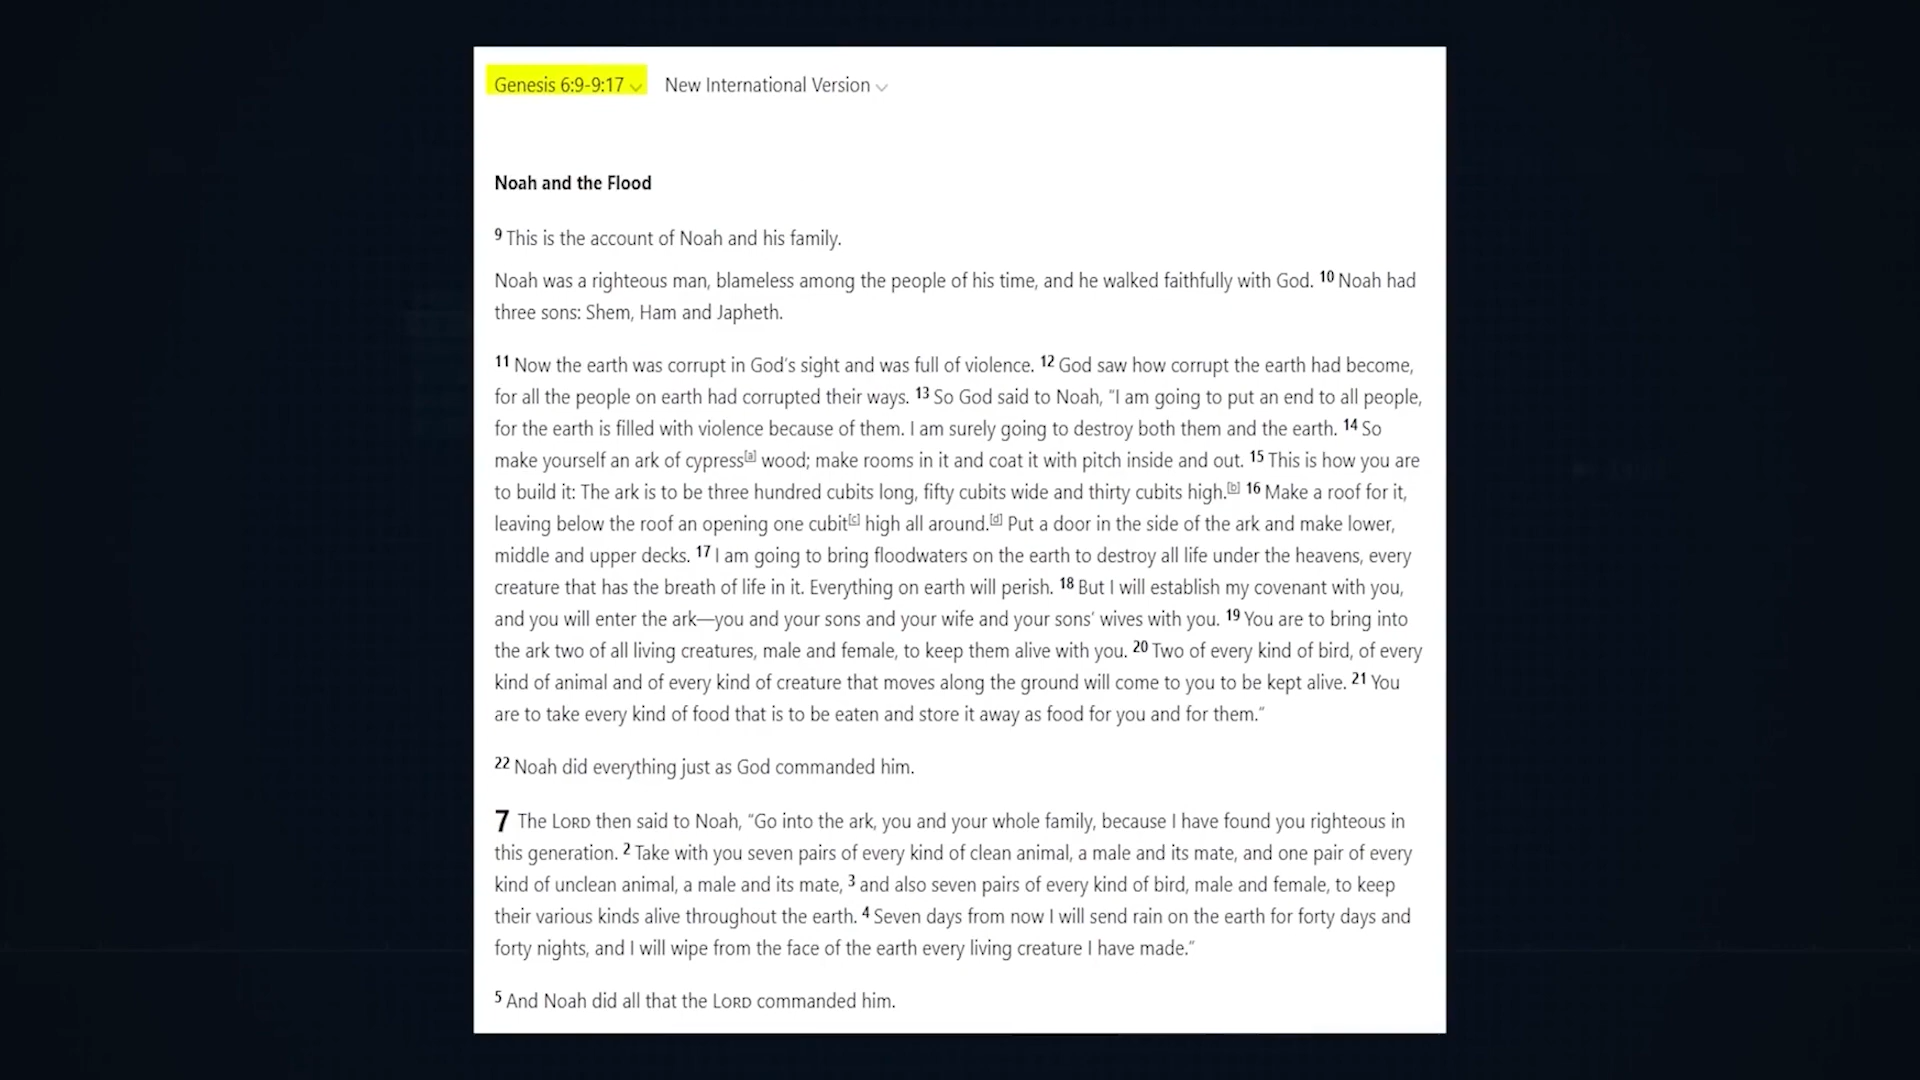 Genesis 6:9-9:17 New International Version
Noah and the Flood
9 This is the account of Noah and his family.
Noah was a righteous man, blameless among the people of his time, and he walked faithfully with God. 10 Noah had
three sons: Shem, Ham and Japheth.
11 Now the earth was corrupt in God's sight and was full of violence. 12 God saw how corrupt the earth had become,
for all the people on earth had corrupted their ways. 13 So God said to Noah, "I am going to put an end to all people,
for the earth is filled with violence because of them. I am surely going to destroy both them and the earth. 14 So
make yourself an ark of cypress[a] wood; make rooms in it and coat it with pitch inside and out. 15 This is how you are
to build it: The ark is to be three hundred cubits long, fifty cubits wide and thirty cubits high.[b] 16 Make a roof for it,
leaving below the roof an opening one cubit[c] high all around.[d] Put a door in the side of the ark and make lower,
middle and upper decks. 17 I am going to bring floodwaters on the earth to destroy all life under the heavens, every
creature that has the breath of life in it. Everything on earth will perish. 18 But I will establish my covenant with you,
and you will enter the ark—you and your sons and your wife and your sons' wives with you. 19 You are to bring into
the ark two of all living creatures, male and female, to keep them alive with you. 20 Two of every kind of bird, of every
kind of animal and of every kind of creature that moves along the ground will come to you to be kept alive. 21 You
are to take every kind of food that is to be eaten and store it away as food for you and for them."
22 Noah did everything just as God commanded him.
7 The LORD then said to Noah, "Go into the ark, you and your whole family, because I have found you righteous in
this generation. 2 Take with you seven pairs of every kind of clean animal, a male and its mate, and one pair of every
kind of unclean animal, a male and its mate, 3 and also seven pairs of every kind of bird, male and female, to keep
their various kinds alive throughout the earth. 4 Seven days from now I will send rain on the earth for forty days and
forty nights, and I will wipe from the face of the earth every living creature I have made."
5 And Noah did all that the LORD commanded him.